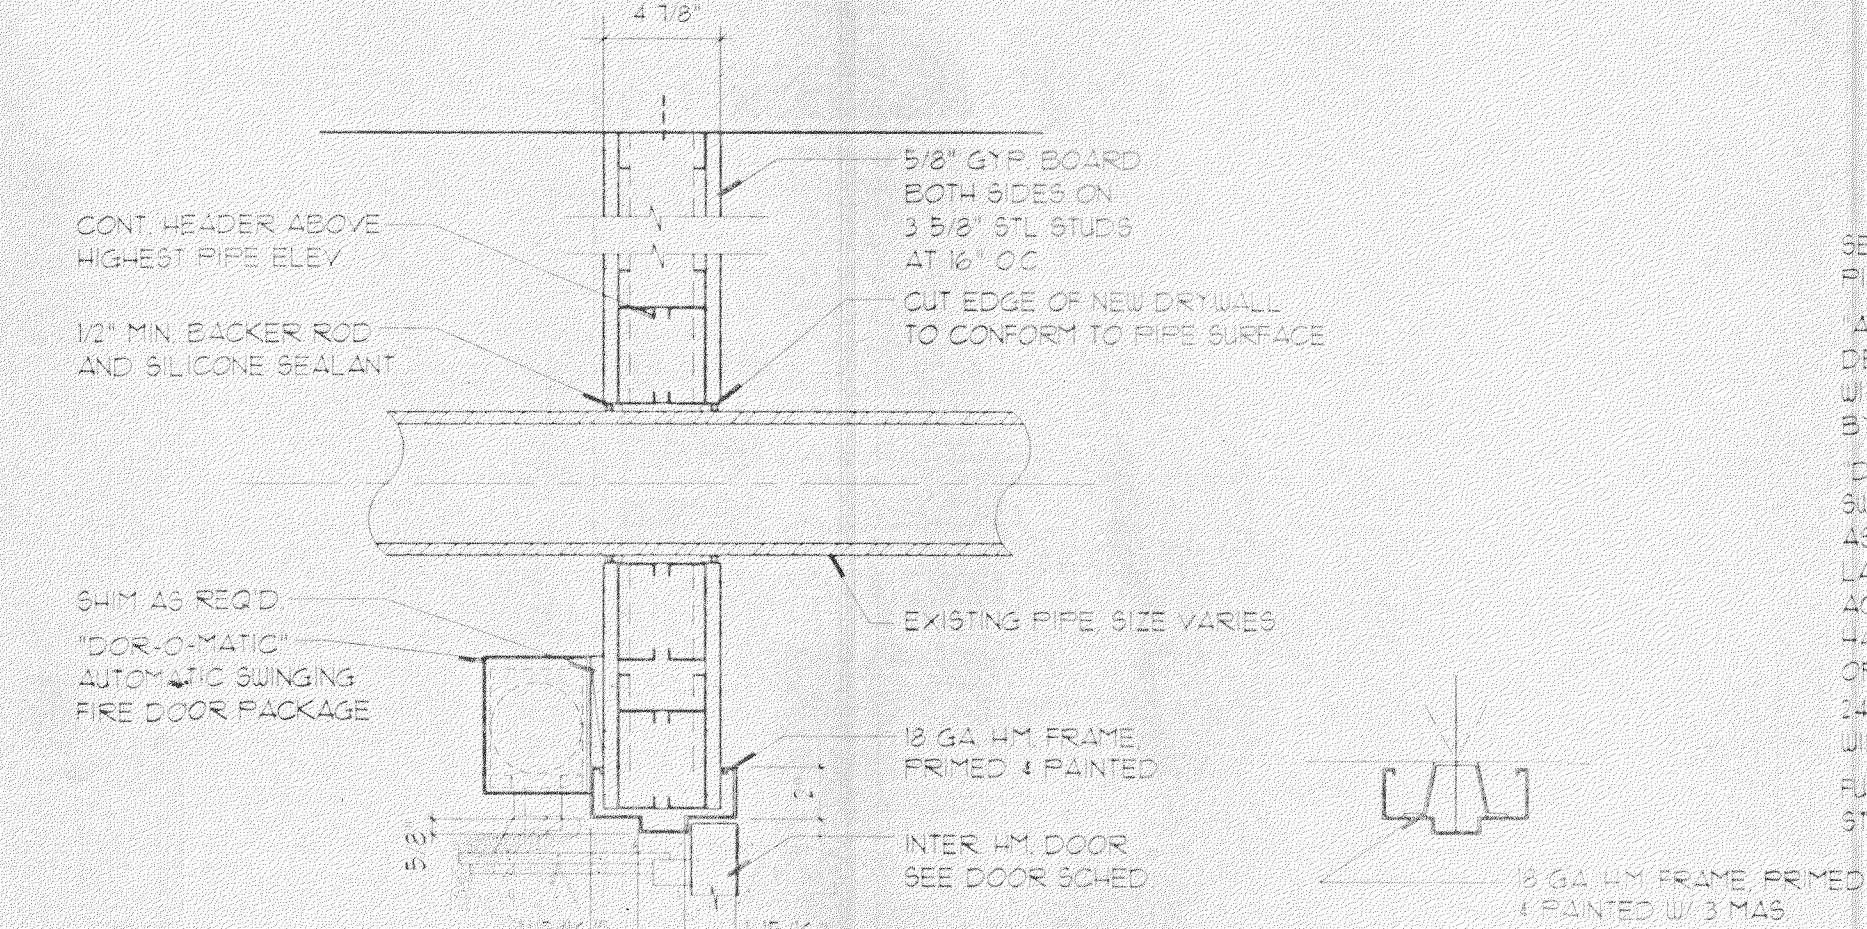 4 7/8"
5/8" GYP. BOARD
BOTH SIDES ON
3 5/8" STL STUDS
AT 16" O C
CONT. HEADER ABOVE
HIGHEST PIPE ELEV.
CUT EDGE OF NEW DRYWALL
TO CONFORM TO PIPE SURFACE
1/2" MIN. BACKER ROD
AND SILICONE SEALANT
SHIM AS REQ'D
"DOR-O-MATIC"
AUTOMATIC SWINGING
FIRE DOOR PACKAGE
EXISTING PIPE, SIZE VARIES
18 GA. H.M. FRAME,
PRIMED & PAINTED
2"
5 8"
INTER H.M. DOOR
SEE DOOR SCHED
18 GA H.M. FRAME, PRIMED
& PAINTED W/ 3 MAS